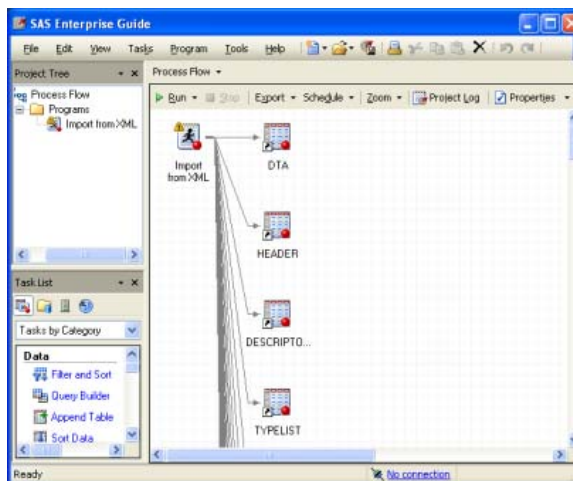 SAS Enterprise Guide
File Edit View Tasks Program Tools Help
Project Tree
Process Flow
Process Flow
Programs
Import from XML
Run Stop Export Schedule Zoom Project Log Properties
Import from XML
DTA
HEADER
DESCRIPTO...
TYPELIST
Task List
Tasks by Category
Data
Filter and Sort
Query Builder
Append Table
Sort Data
Ready
No connection